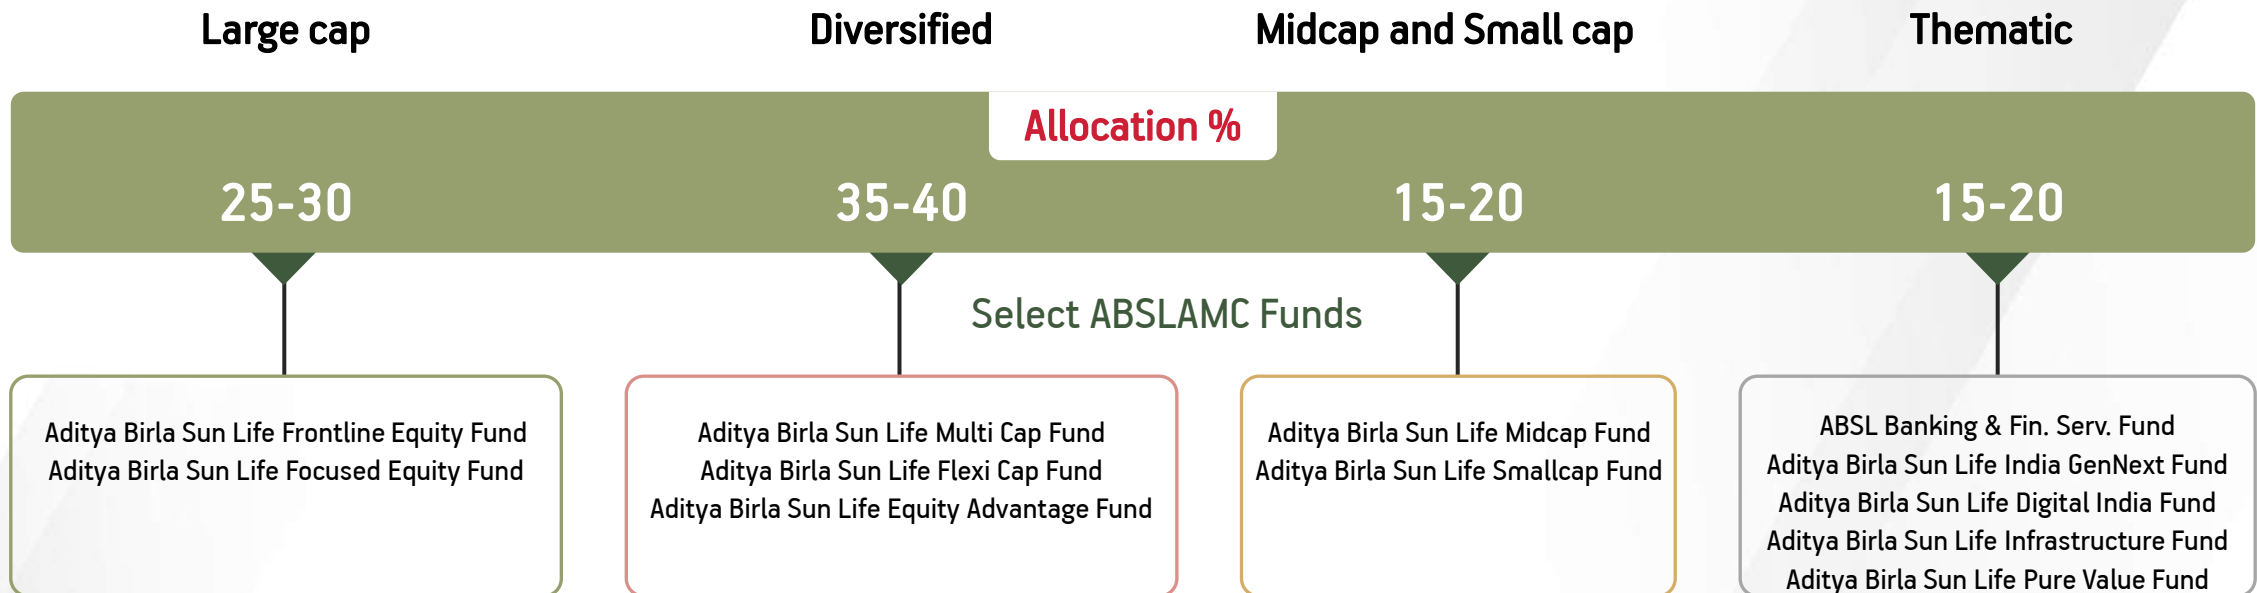 Large cap
Diversified
Midcap and Small cap
Thematic
Allocation %
25-30
35-40
15-20
15-20
Select ABSLAMC Funds
Aditya Birla Sun Life Frontline Equity Fund
Aditya Birla Sun Life Focused Equity Fund
Aditya Birla Sun Life Multi Cap Fund
Aditya Birla Sun Life Flexi Cap Fund
Aditya Birla Sun Life Equity Advantage Fund
Aditya Birla Sun Life Midcap Fund
Aditya Birla Sun Life Smallcap Fund
ABSL Banking & Fin. Serv. Fund
Aditya Birla Sun Life India GenNext Fund
Aditya Birla Sun Life Digital India Fund
Aditya Birla Sun Life Infrastructure Fund
Aditya Birla Sun Life Pure Value Fund